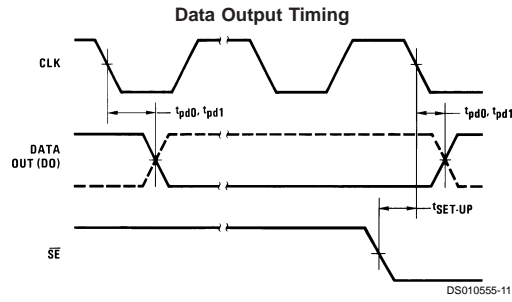 Data Output Timing
CLK
tpd0, tpd1
tpd0, tpd1
DATA
OUT (DO)
tSET-UP
SE
DS010555-11